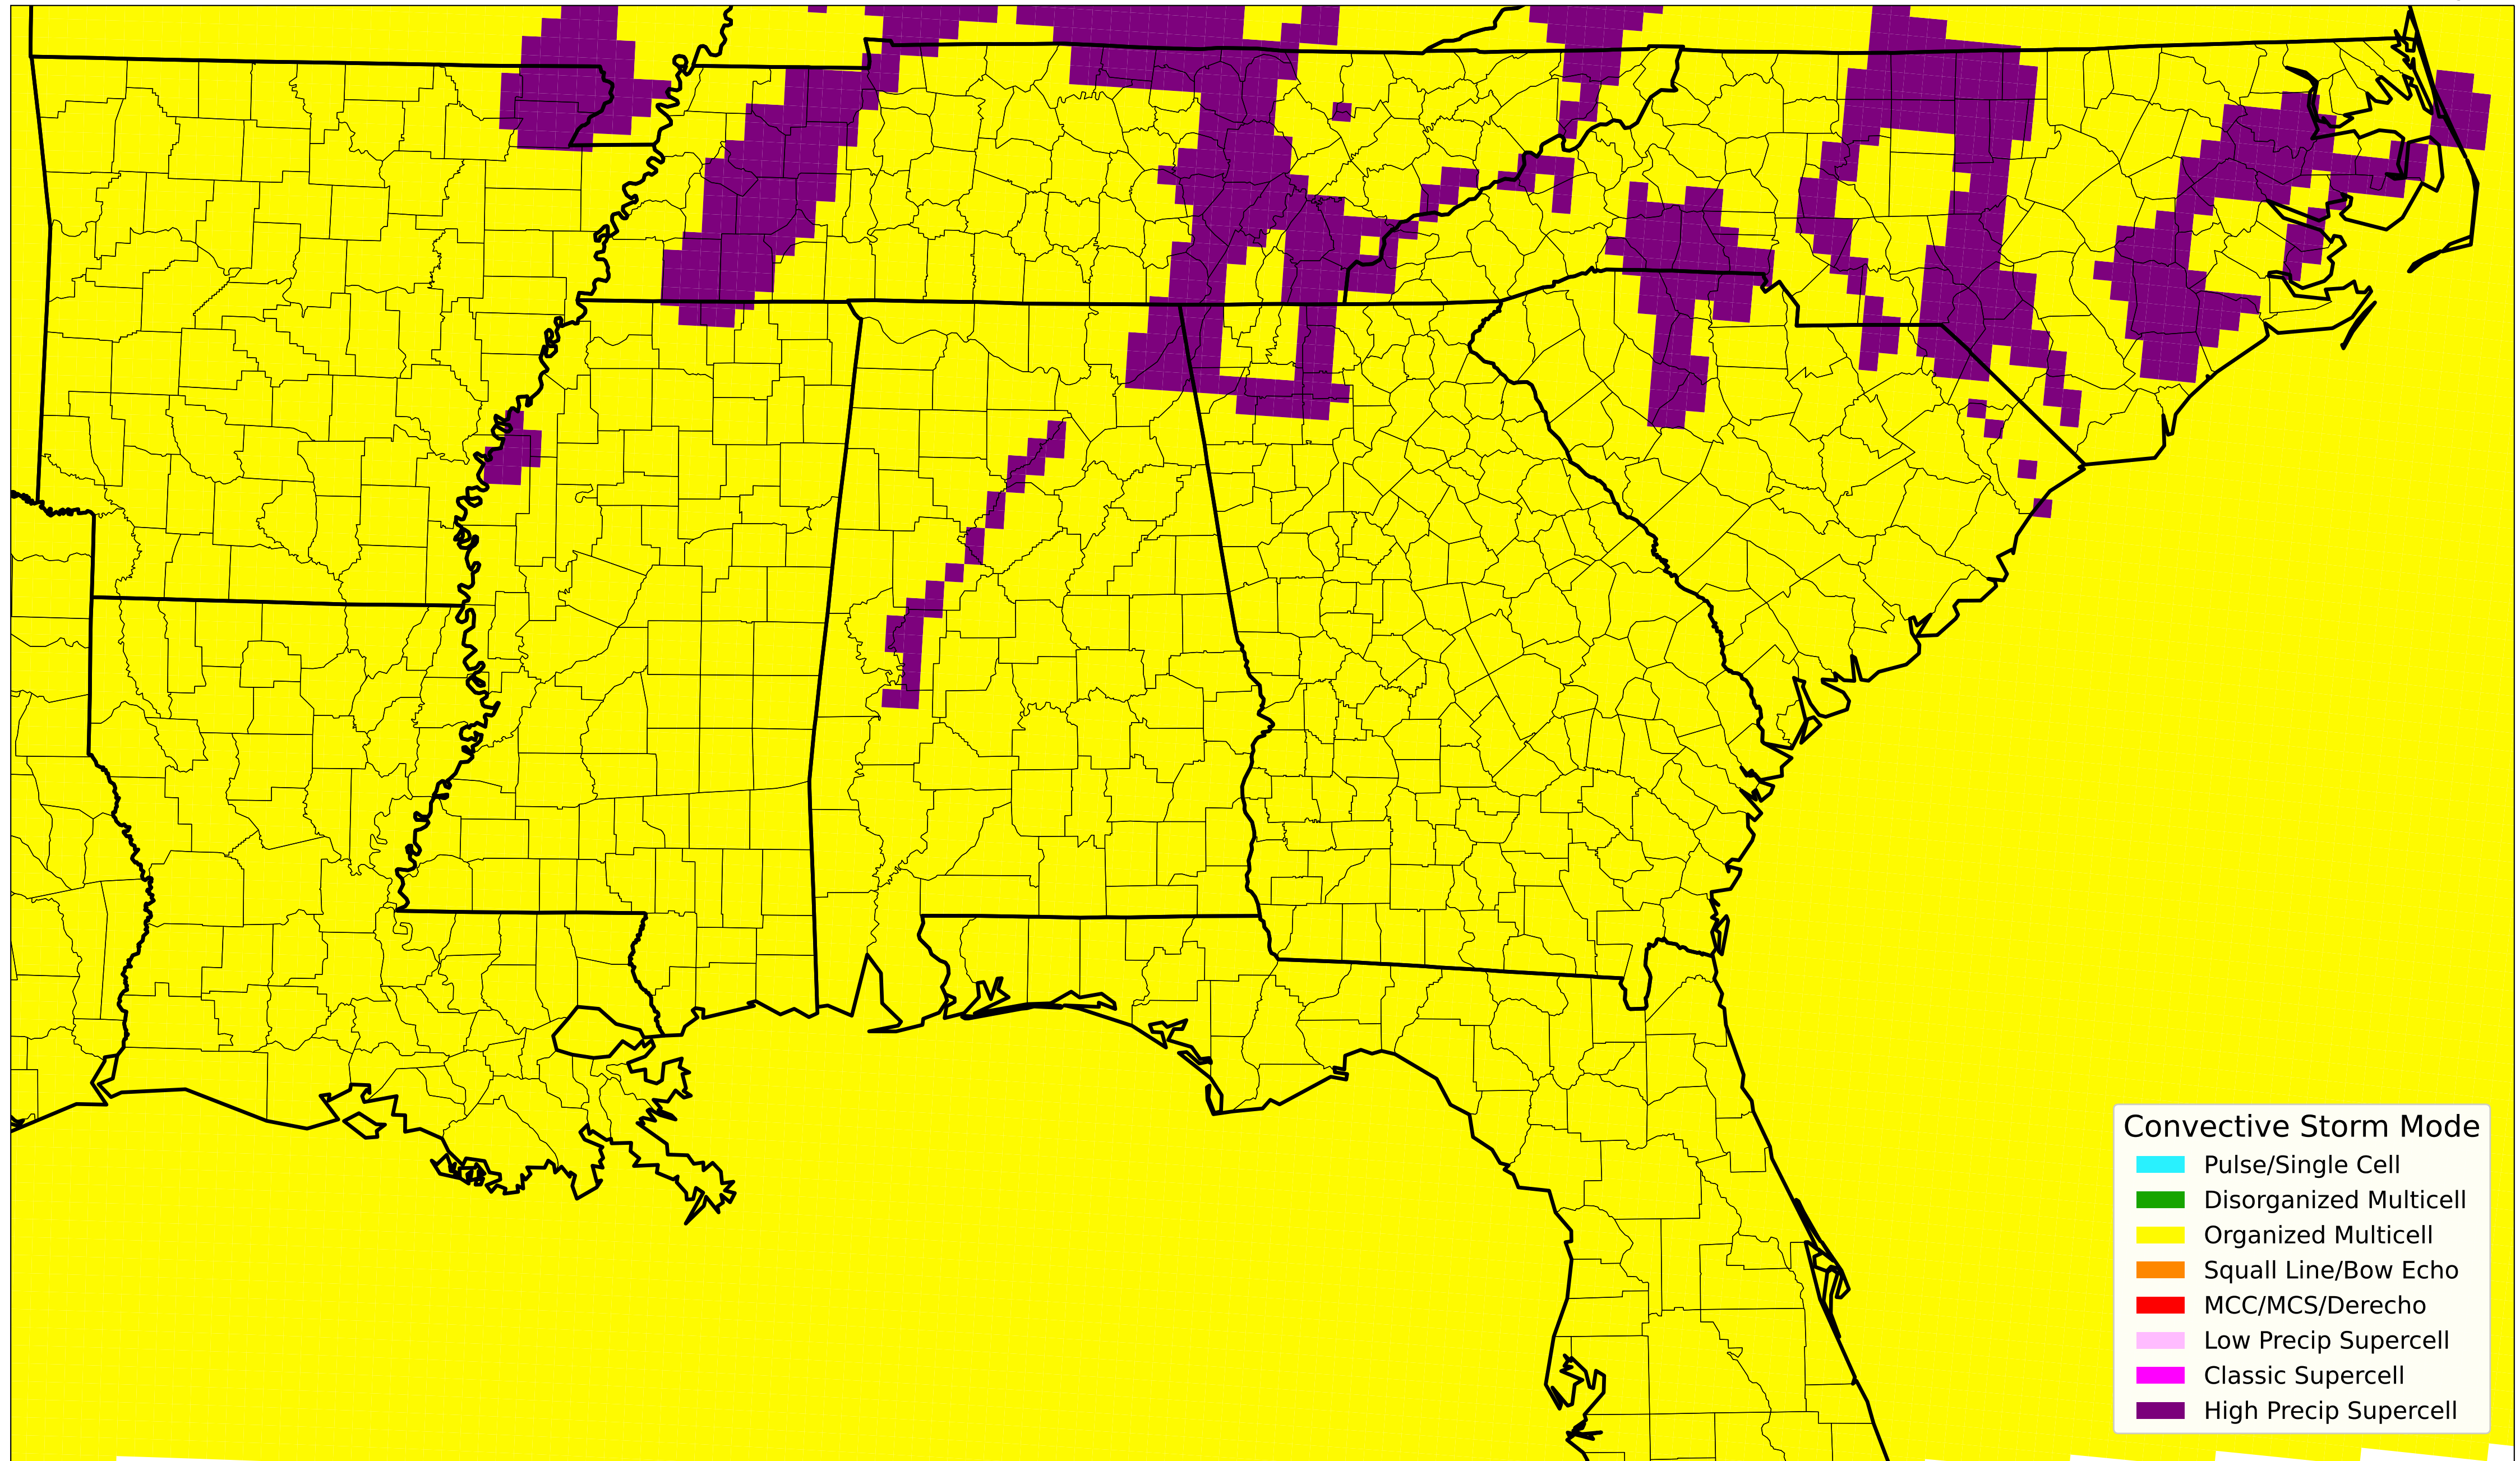 Convective Storm Mode
Pulse/Single Cell
Disorganized Multicell
Organized Multicell
Squall Line/Bow Echo
MCC/MCS/Derecho
Low Precip Supercell
Classic Supercell
High Precip Supercell